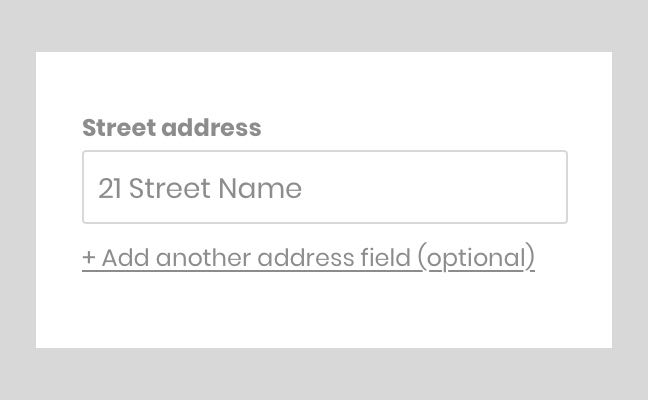 Street address
21 Street Name
+ Add another address field (optional)